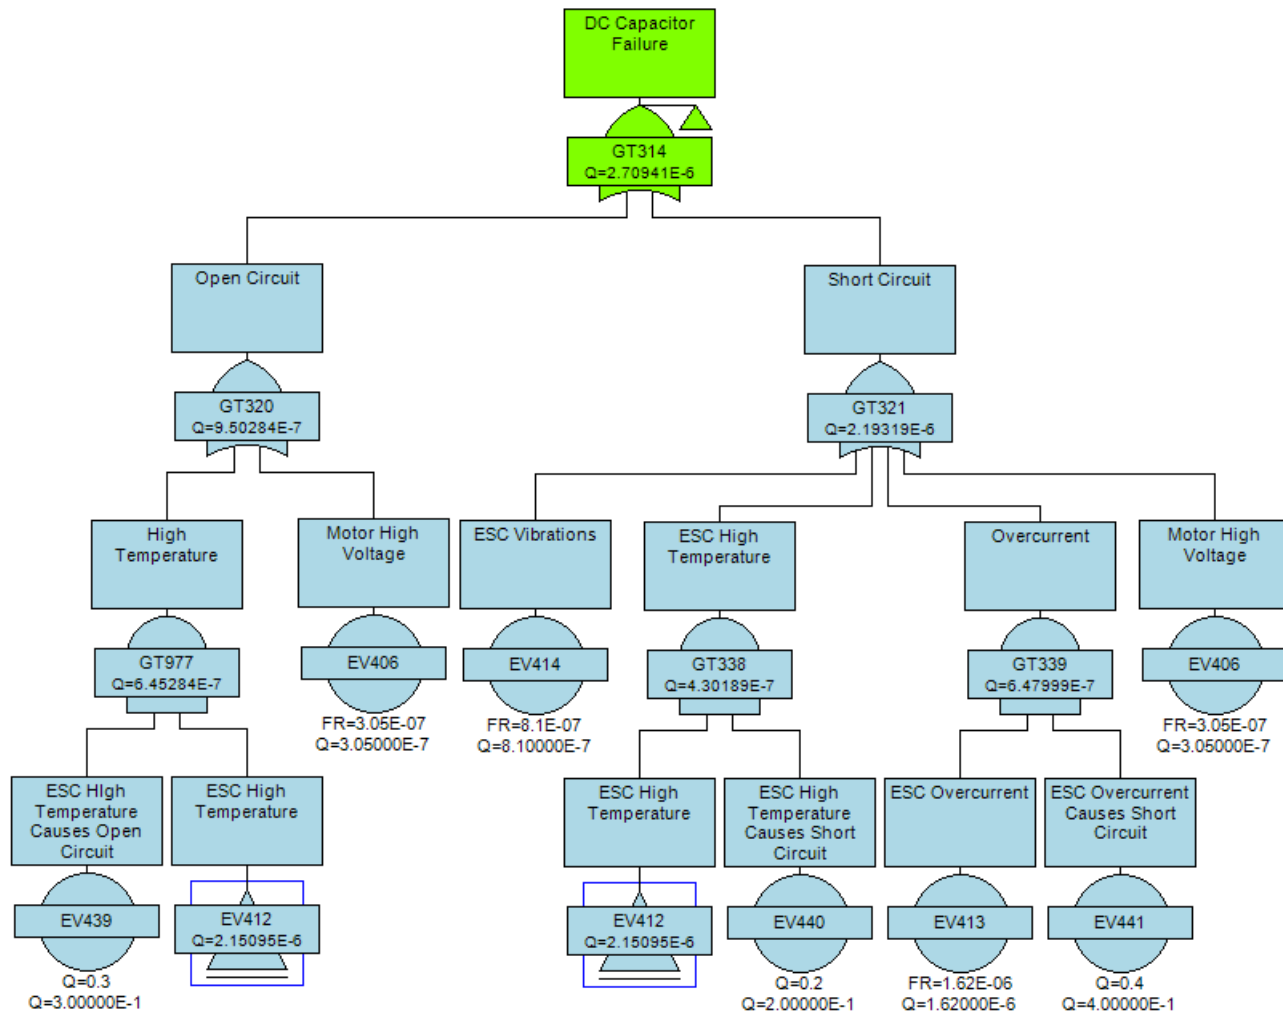 DC Capacitor
Failure
GT314
Q=2.70941E-6
Open Circuit
GT320
Q=9.50284E-7
Short Circuit
GT321
Q=2.19319E-6
High
Temperature
GT977
Q=6.45284E-7
Motor High
Voltage
EV406
FR=3.05E-07
Q=3.05000E-7
ESC Vibrations
EV414
FR=8.1E-07
Q=8.10000E-7
ESC High
Temperature
GT338
Q=4.30189E-7
Overcurrent
GT339
Q=6.47999E-7
Motor High
Voltage
EV406
FR=3.05E-07
Q=3.05000E-7
ESC HIgh
Temperature
Causes Open
Circuit
EV439
Q=0.3
Q=3.00000E-1
ESC High
Temperature
EV412
Q=2.15095E-6
ESC High
Temperature
EV412
Q=2.15095E-6
ESC High
Temperature
Causes Short
Circuit
EV440
Q=0.2
Q=2.00000E-1
ESC Overcurrent
EV413
FR=1.62E-06
Q=1.62000E-6
ESC Overcurrent
Causes Short
Circuit
EV441
Q=0.4
Q=4.00000E-1